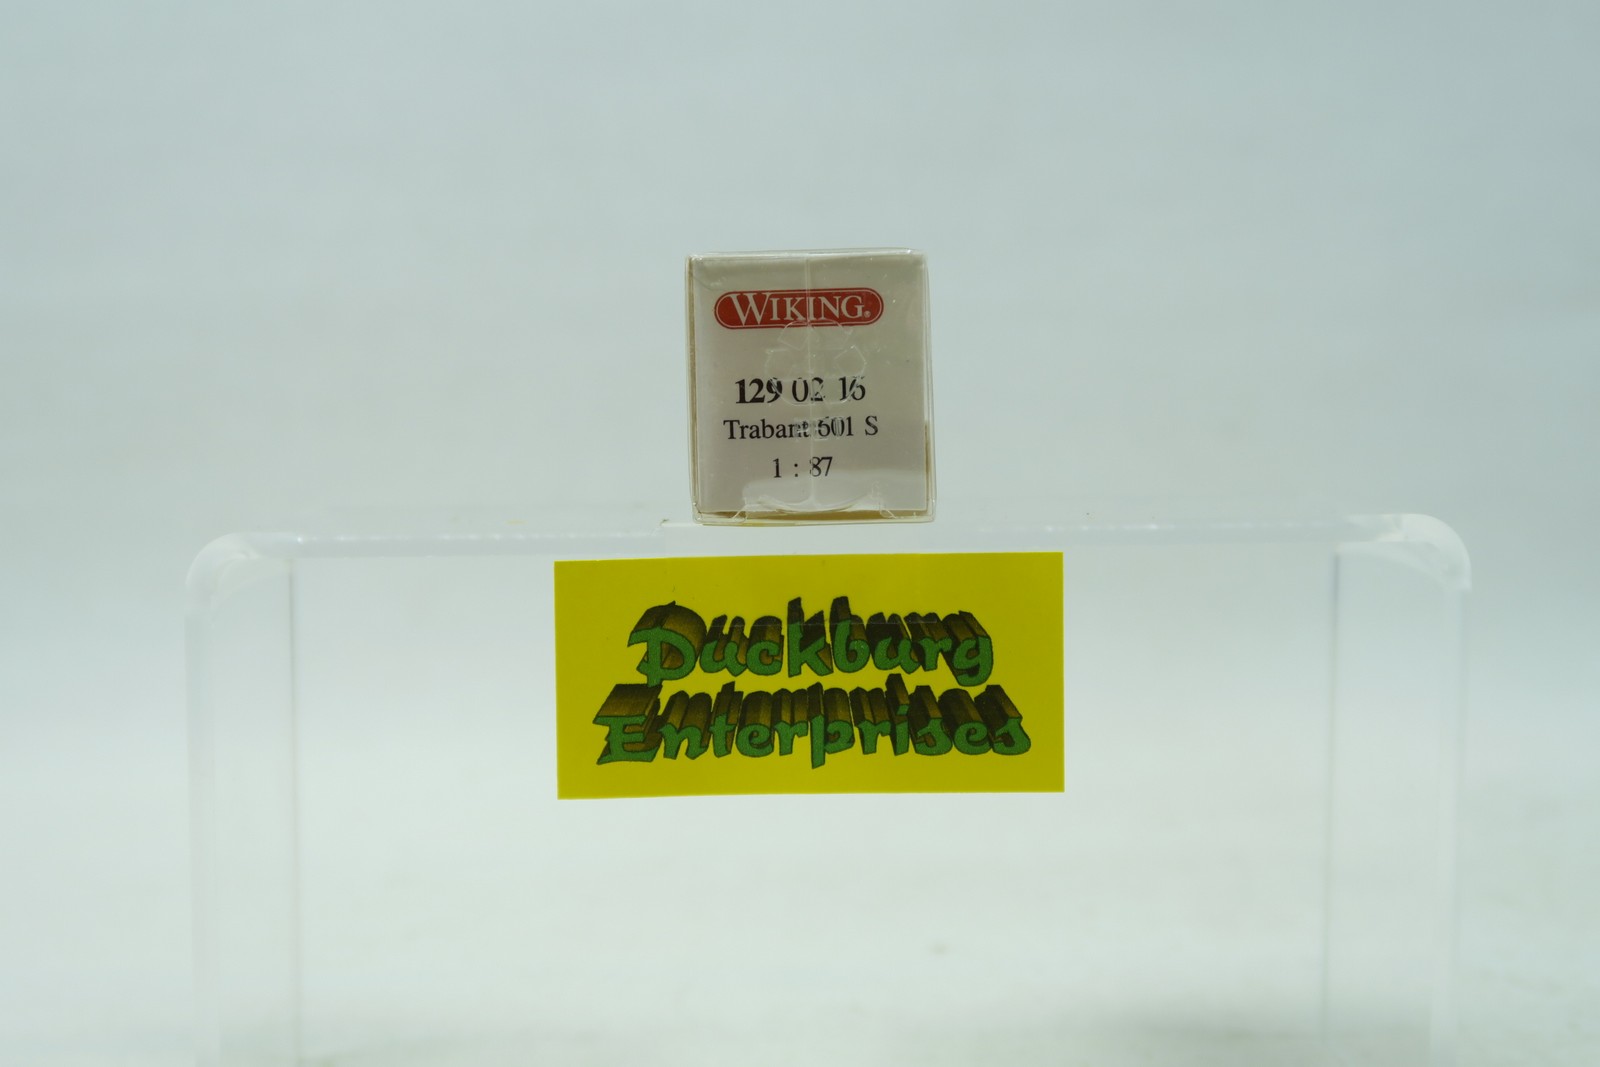 WIKING®
129 02 16
Trabant 601 S
1 : 87
Duckburg
Enterprises